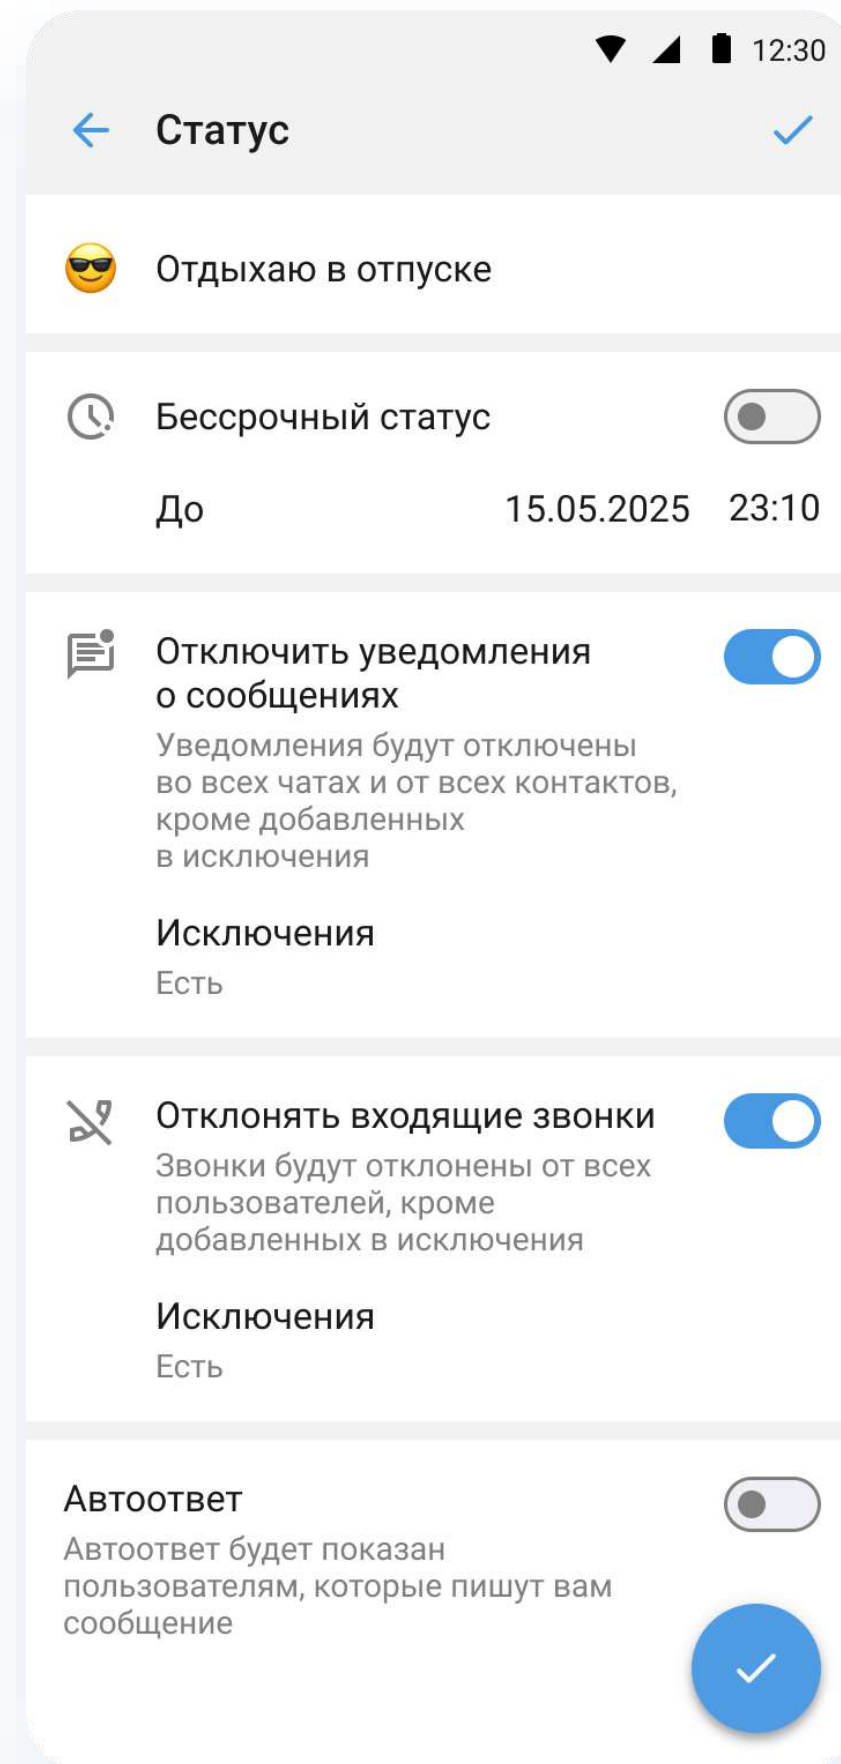 12:30
Статус
Отдыхаю в отпуске
Бессрочный статус
До 15.05.2025 23:10
Отключить уведомления
о сообщениях
Уведомления будут отключены
во всех чатах и от всех контактов,
кроме добавленных
в исключения
Исключения
Есть
Отклонять входящие звонки
Звонки будут отклонены от всех
пользователей, кроме
добавленных в исключения
Исключения
Есть
Автоответ
Автоответ будет показан
пользователям, которые пишут вам
сообщение